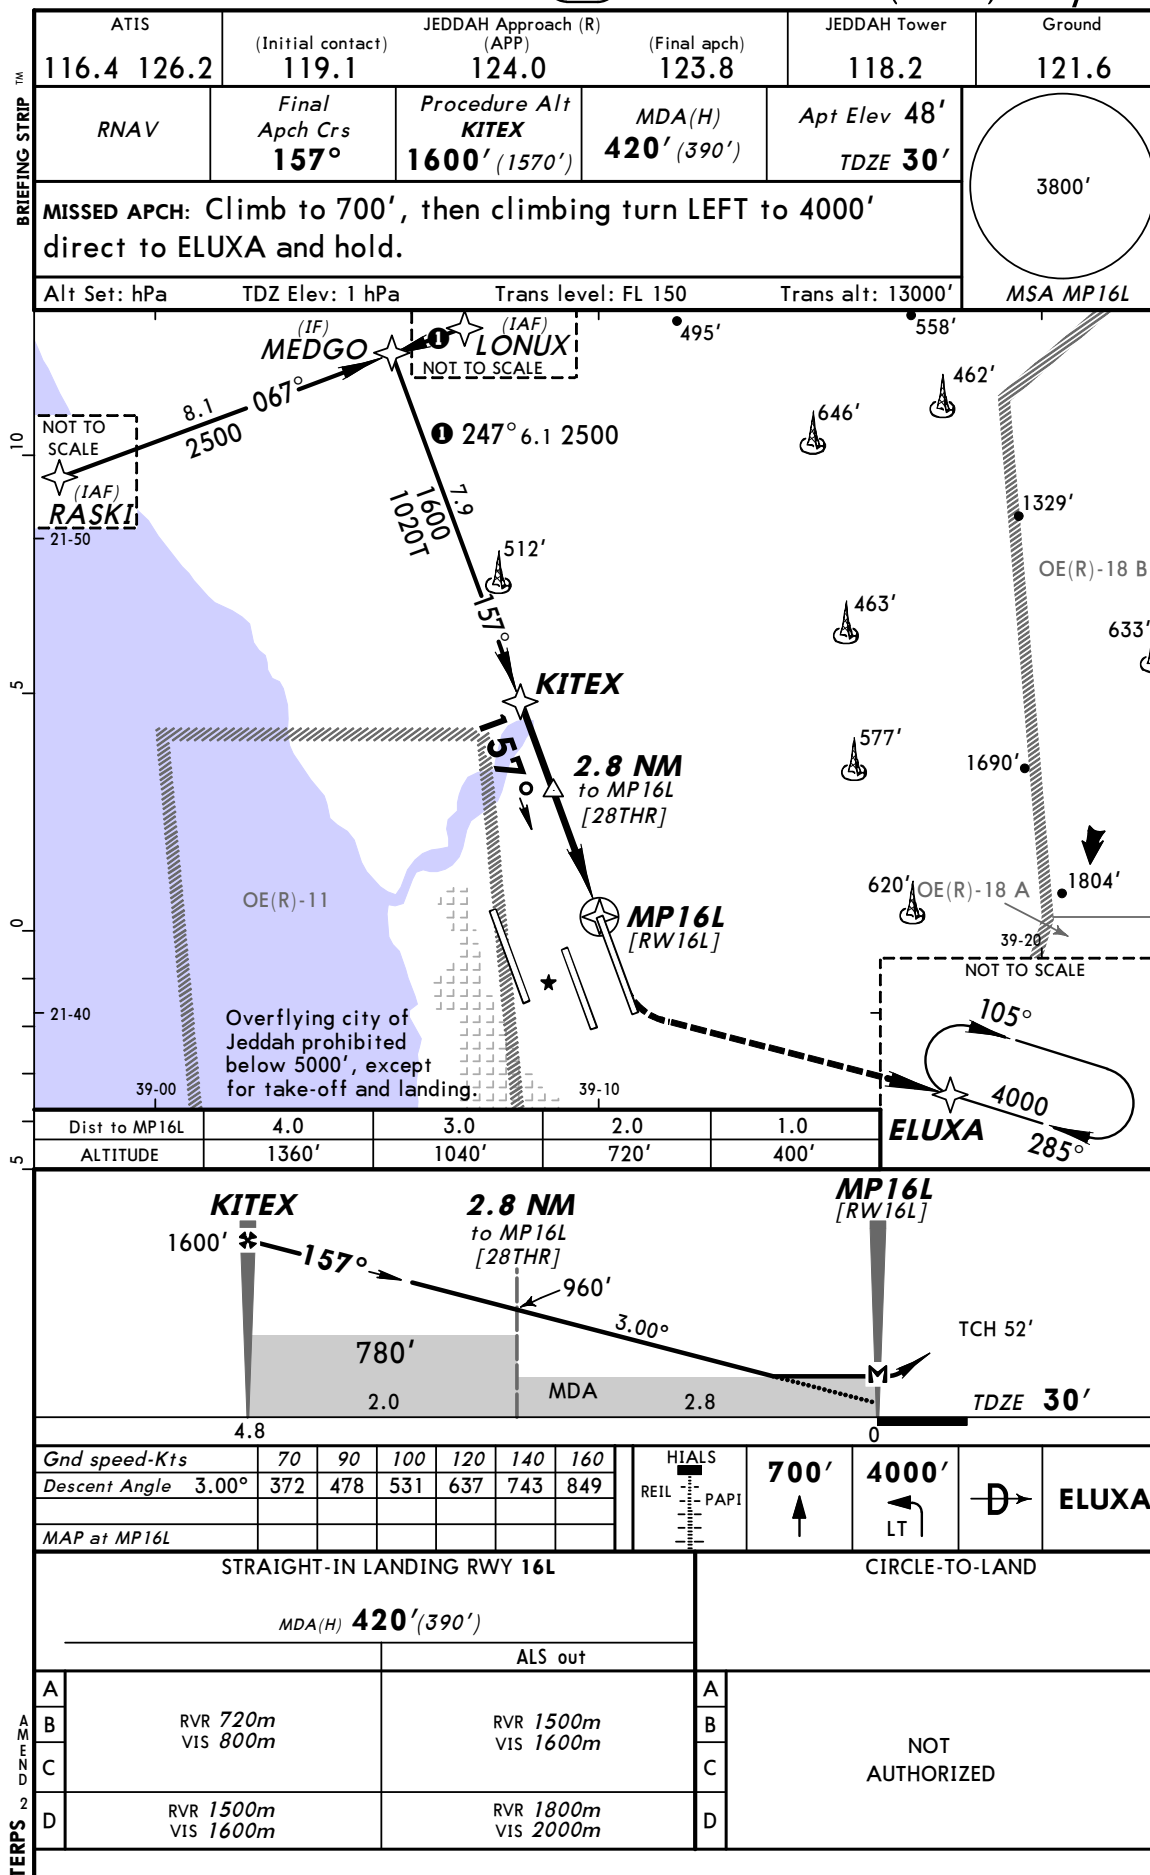 ATIS
116.4 126.2
JEDDAH Approach (R)
(Initial contact) (APP) (Final apch)
119.1 124.0 123.8
JEDDAH Tower
118.2
Ground
121.6
BRIEFING STRIP TM
RNAV
Final
Apch Crs
157°
Procedure Alt
KITEX
1600' (1570')
MDA(H)
420' (390')
Apt Elev 48'
TDZE 30'
3800'
MSA MP16L
MISSED APCH: Climb to 700', then climbing turn LEFT to 4000'
direct to ELUXA and hold.
Alt Set: hPa TDZ Elev: 1 hPa Trans level: FL 150 Trans alt: 13000'
(IF)
MEDGO
1
(IAF)
LONUX
NOT TO SCALE
495'
558'
8.1 067°
2500
NOT TO
SCALE
(IAF)
RASKI
1 247° 6.1 2500
462'
646'
10
7.9
1600
1020T
157°
21-50
512'
1329'
OE(R)-18 B
463'
633'
5
KITEX
157°
577'
1690'
2.8 NM
to MP16L
[28THR]
1804'
620'
OE(R)-18 A
OE(R)-11
MP16L
[RW16L]
39-20
0
NOT TO SCALE
21-40
105°
Overflying city of
Jeddah prohibited
below 5000', except
for take-off and landing.
39-00
39-10
4000
285°
ELUXA
5
Dist to MP16L 4.0 3.0 2.0 1.0
ALTITUDE 1360' 1040' 720' 400'
KITEX
2.8 NM
to MP16L
[28THR]
MP16L
[RW16L]
1600'
157°
960'
3.00°
TCH 52'
780'
MDA
2.0
2.8
M
TDZE 30'
4.8
0
Gnd speed-Kts 70 90 100 120 140 160
Descent Angle 3.00° 372 478 531 637 743 849
MAP at MP16L
HIALS
REIL PAPI
700'
4000'
LT
D
ELUXA
STRAIGHT-IN LANDING RWY 16L
CIRCLE-TO-LAND
MDA(H) 420'(390')
ALS out
A
B
C
D
RVR 720m
VIS 800m
RVR 1500m
VIS 1600m
RVR 1500m
VIS 1600m
RVR 1800m
VIS 2000m
A
B
C
D
NOT
AUTHORIZED
TERPS AMEND 2